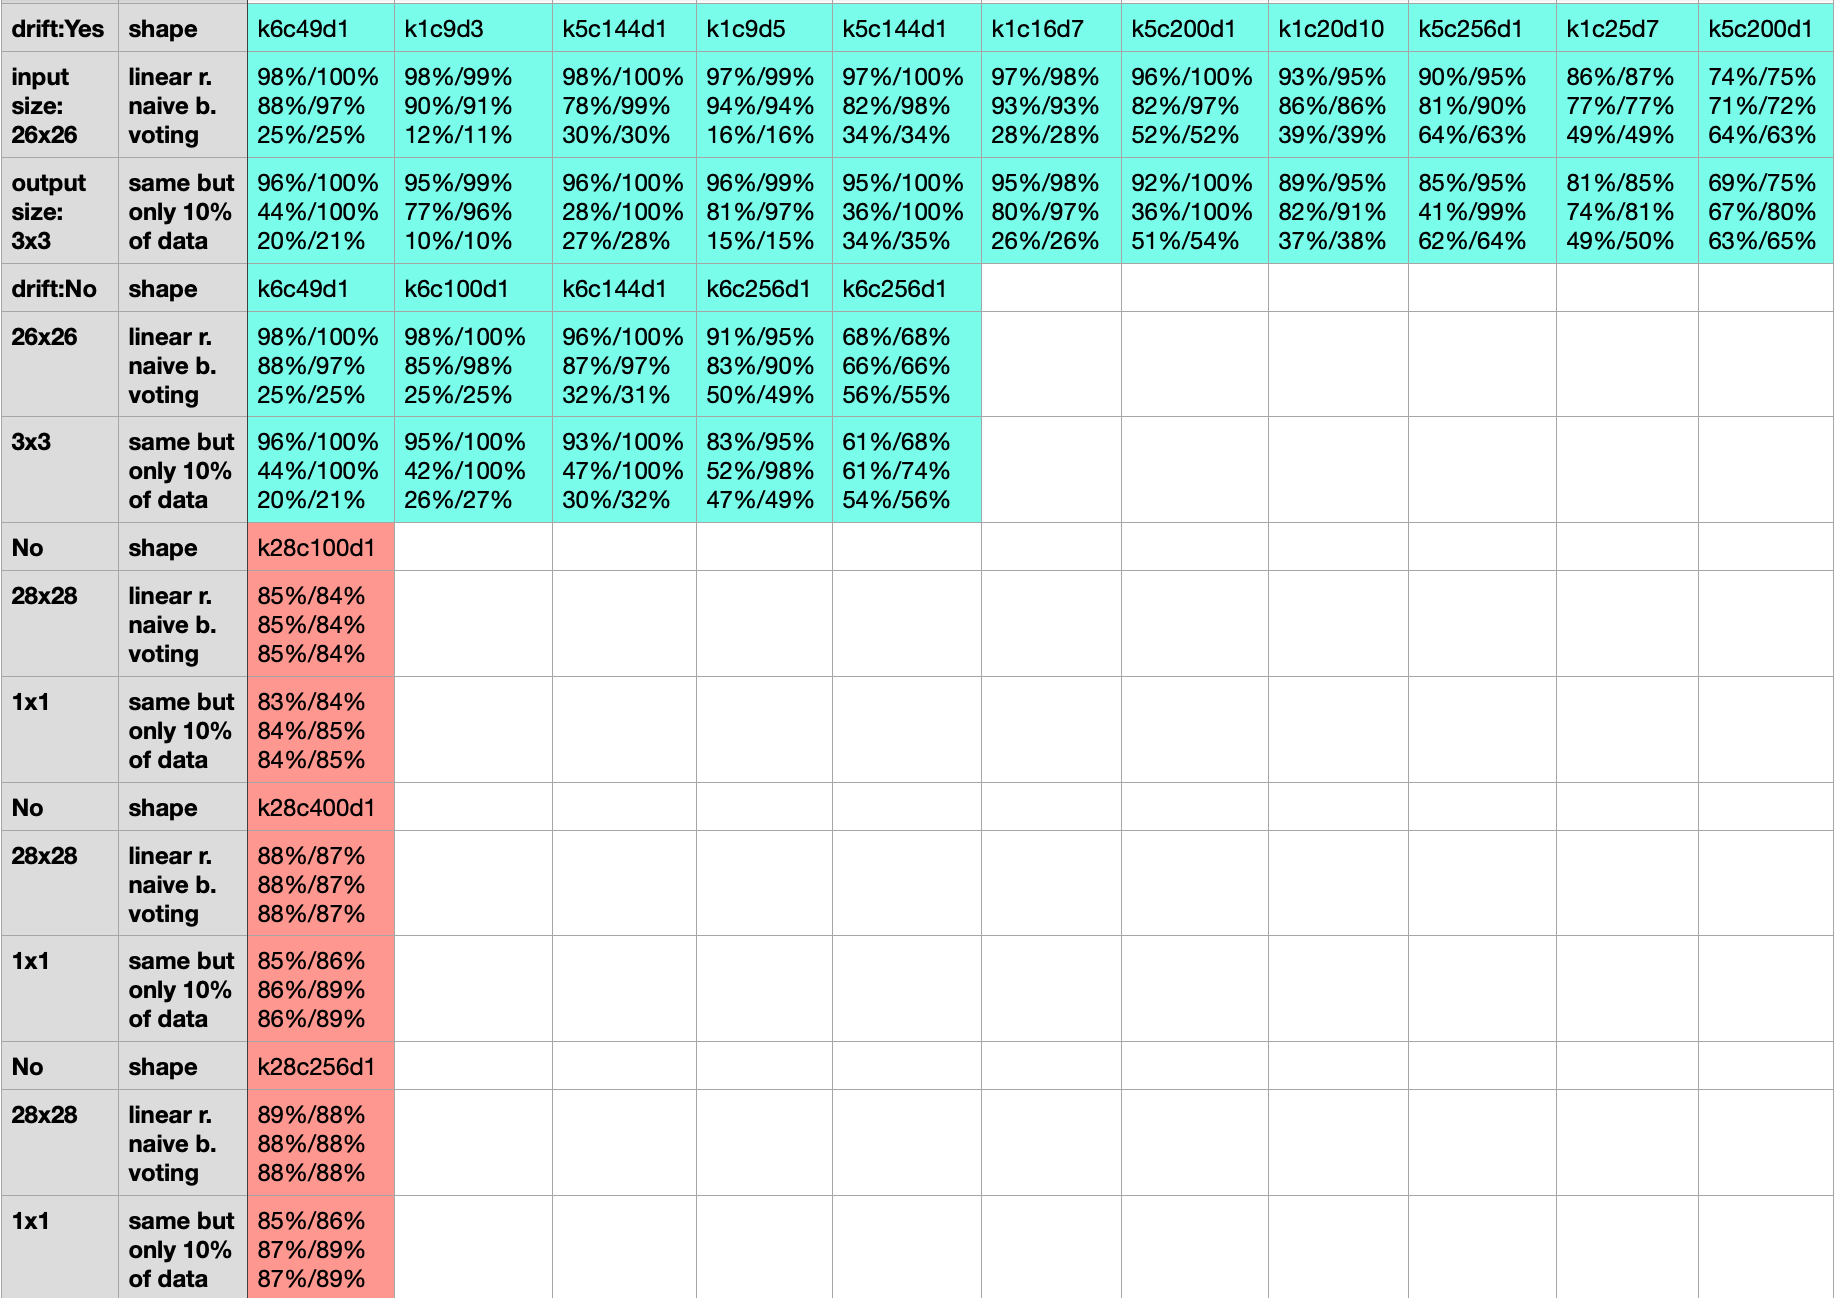 drift:Yes shape k6c49d1 k1c9d3 k5c144d1 k1c9d5 k5c144d1 k1c16d7 k5c200d1 k1c20d10 k5c256d1 k1c25d7 k5c200d1
input linear r. 98%/100% 98%/99% 98%/100% 97%/99% 97%/100% 97%/98% 96%/100% 93%/95% 90%/95% 86%/87% 74%/75%
size: naive b. 88%/97% 90%/91% 78%/99% 94%/94% 82%/98% 93%/93% 82%/97% 86%/86% 81%/90% 77%/77% 71%/72%
26x26 voting 25%/25% 12%/11% 30%/30% 16%/16% 34%/34% 28%/28% 52%/52% 39%/39% 64%/63% 49%/49% 64%/63%
output same but 96%/100% 95%/99% 96%/100% 96%/99% 95%/100% 95%/98% 92%/100% 89%/95% 85%/95% 81%/85% 69%/75%
size: only 10% 44%/100% 77%/96% 28%/100% 81%/97% 36%/100% 80%/97% 36%/100% 82%/91% 41%/99% 74%/81% 67%/80%
3x3 of data 20%/21% 10%/10% 27%/28% 15%/15% 34%/35% 26%/26% 51%/54% 37%/38% 62%/64% 49%/50% 63%/65%
drift:No shape k6c49d1 k6c100d1 k6c144d1 k6c256d1 k6c256d1
26x26 linear r. 98%/100% 98%/100% 96%/100% 91%/95% 68%/68%
naive b. 88%/97% 85%/98% 87%/97% 83%/90% 66%/66%
voting 25%/25% 25%/25% 32%/31% 50%/49% 56%/55%
3x3 same but 96%/100% 95%/100% 93%/100% 83%/95% 61%/68%
only 10% 44%/100% 42%/100% 47%/100% 52%/98% 61%/74%
of data 20%/21% 26%/27% 30%/32% 47%/49% 54%/56%
No shape k28c100d1
28x28 linear r. 85%/84%
naive b. 85%/84%
voting 85%/84%
1x1 same but 83%/84%
only 10% 84%/85%
of data 84%/85%
No shape k28c400d1
28x28 linear r. 88%/87%
naive b. 88%/87%
voting 88%/87%
1x1 same but 85%/86%
only 10% 86%/89%
of data 86%/89%
No shape k28c256d1
28x28 linear r. 89%/88%
naive b. 88%/88%
voting 88%/88%
1x1 same but 85%/86%
only 10% 87%/89%
of data 87%/89%